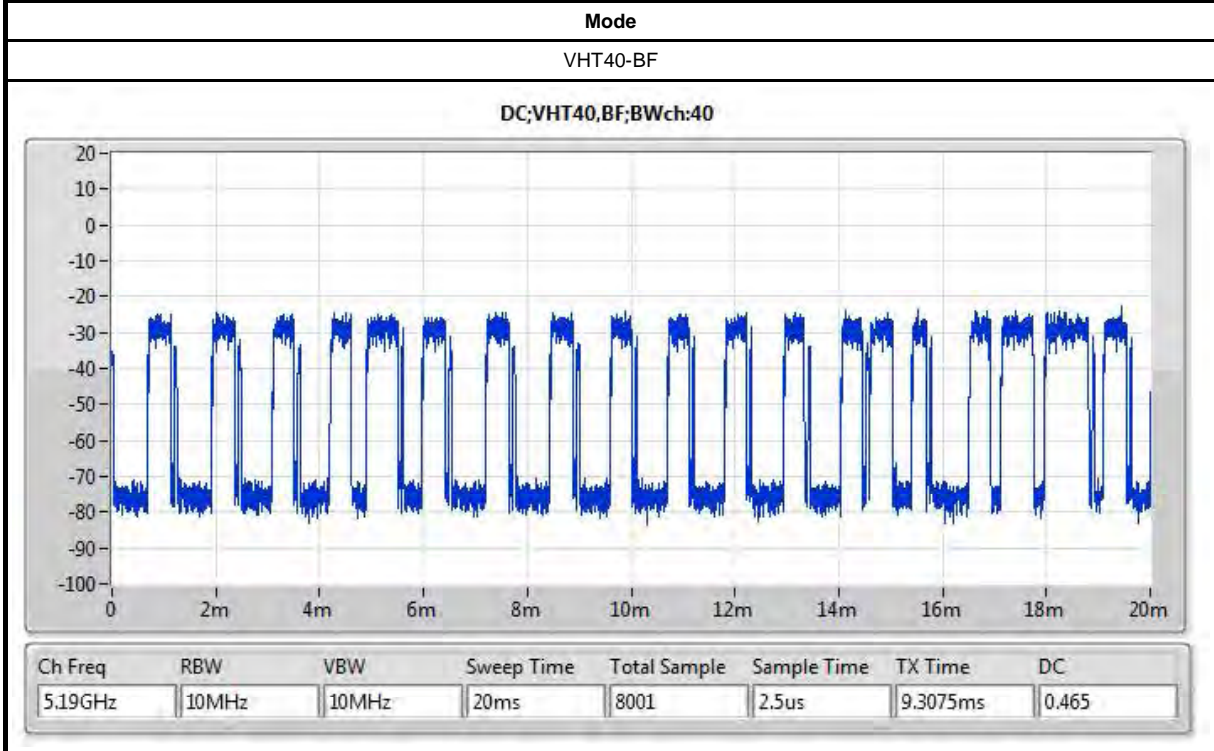 Mode
VHT40-BF
DC;VHT40,BF;BWch:40
20
10
0
-10
-20
-30
-40
-50
-60
-70
-80
-90
-100
0 2m 4m 6m 8m 10m 12m 14m 16m 18m 20m
Ch Freq RBW VBW Sweep Time Total Sample Sample Time TX Time DC
5.19GHz 10MHz 10MHz 20ms 8001 2.5us 9.3075ms 0.465